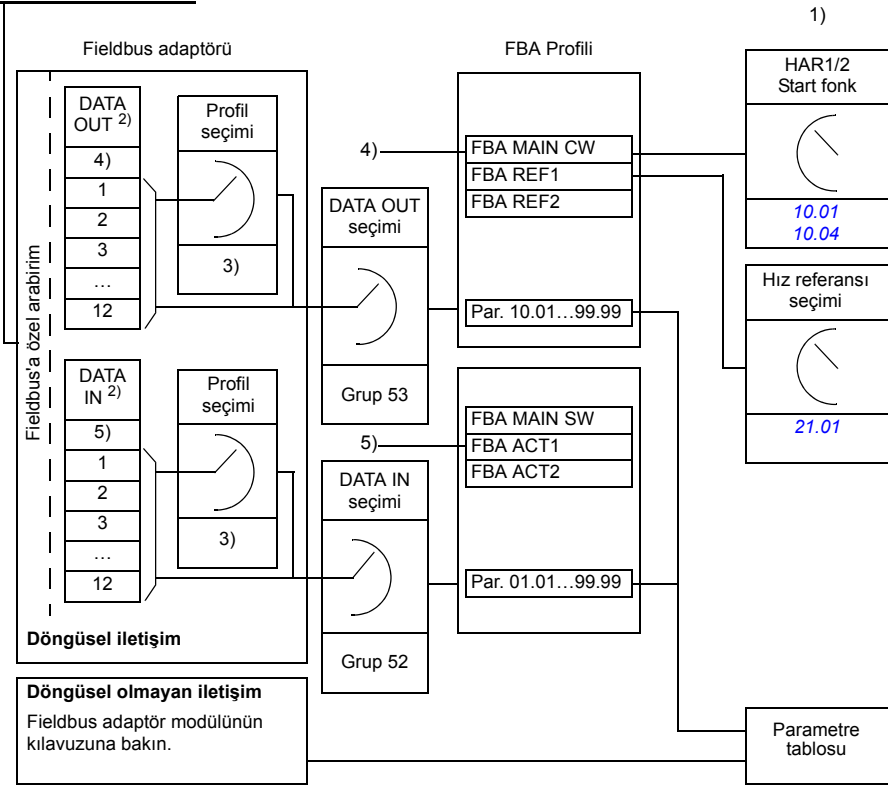 1)
Fieldbus adaptörü
FBA Profili
Fieldbus'a özel arabirim
DATA
OUT 2)
4)
1
2
3
…
12
Profil
seçimi
3)
DATA OUT
seçimi
Grup 53
4)
FBA MAIN CW
FBA REF1
FBA REF2
Par. 10.01…99.99
HAR1/2
Start fonk
10.01
10.04
Hız referansı
seçimi
21.01
DATA
IN 2)
5)
1
2
3
…
12
Profil
seçimi
3)
5)
DATA IN
seçimi
Grup 52
FBA MAIN SW
FBA ACT1
FBA ACT2
Par. 01.01…99.99
Döngüsel iletişim
Döngüsel olmayan iletişim
Fieldbus adaptör modülünün
kılavuzuna bakın.
Parametre
tablosu